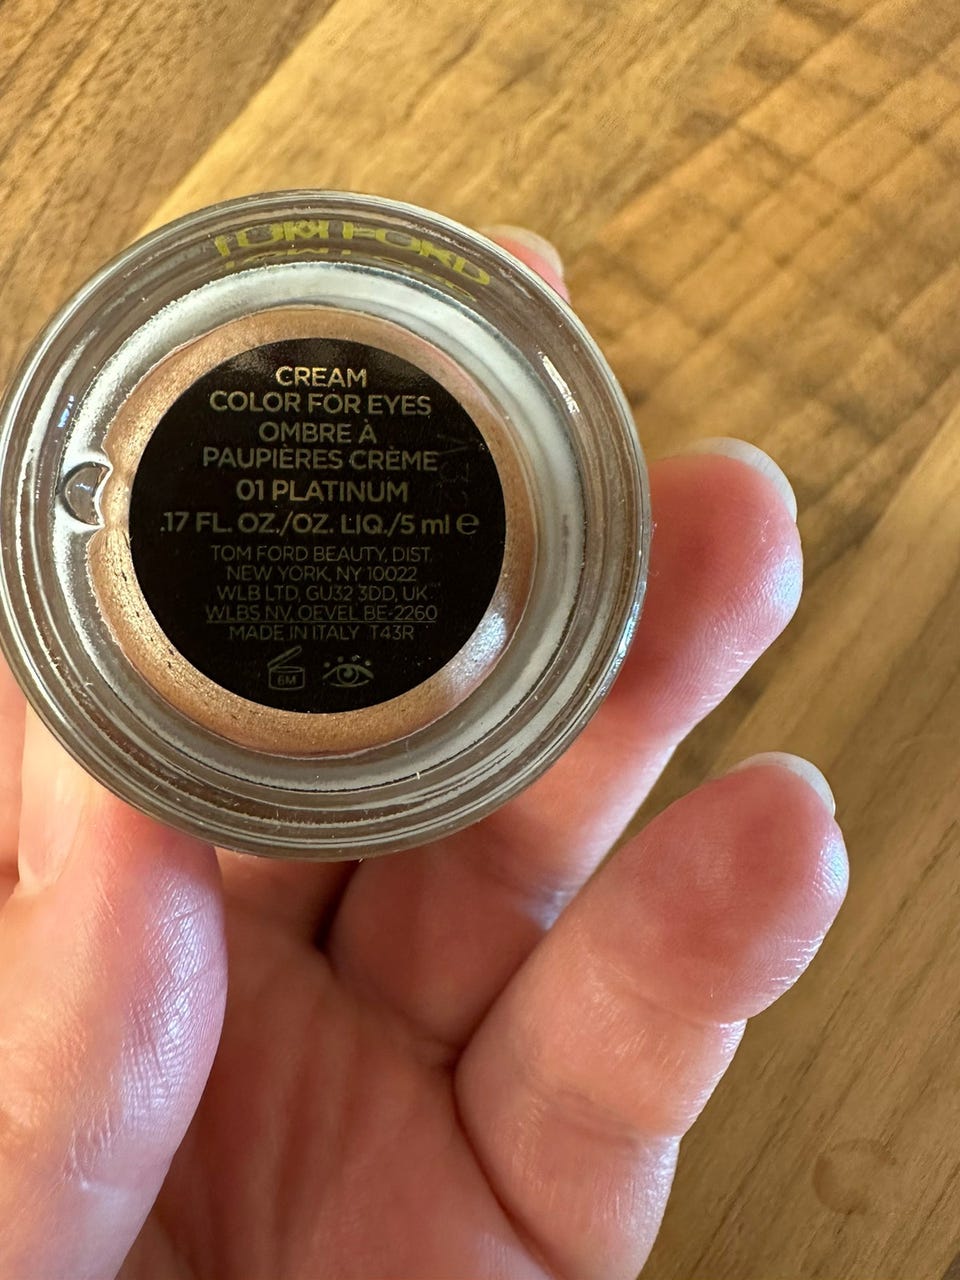 TOM FORD
CREAM
COLOR FOR EYES
OMBRE À
PAUPIÈRES CRÈME
01 PLATINUM
.17 FL. OZ./OZ. LIQ./5 ml e
TOM FORD BEAUTY, DIST.
NEW YORK, NY 10022
WLB LTD, GU32 3DD, UK
WLBS NV, OEVEL BE-2260
MADE IN ITALY T43R
6M